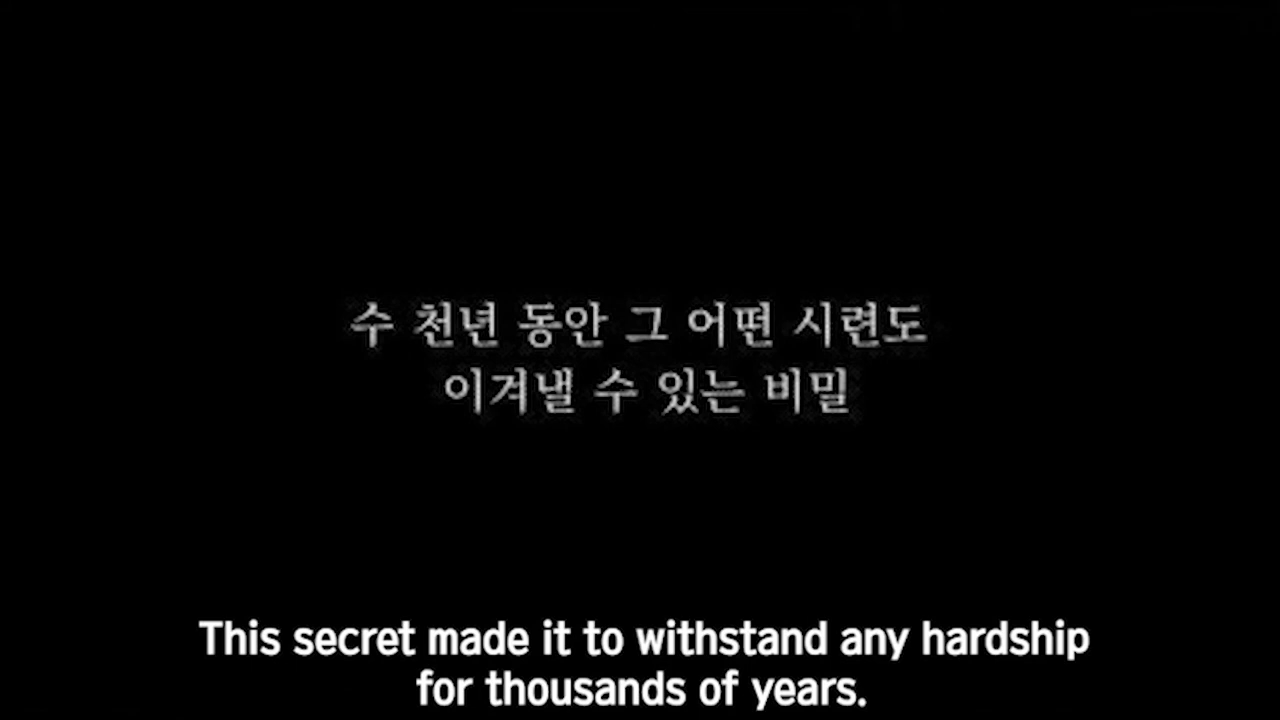 수 천년 동안 그 어떤 시련도
이겨낼 수 있는 비밀
This secret made it to withstand any hardship
for thousands of years.